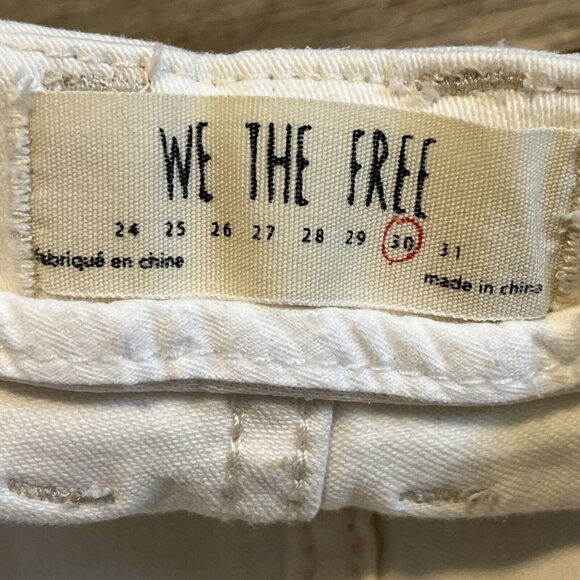 WE THE FREE
24 25 26 27 28 29 30 31
fabriqué en chine
made in china